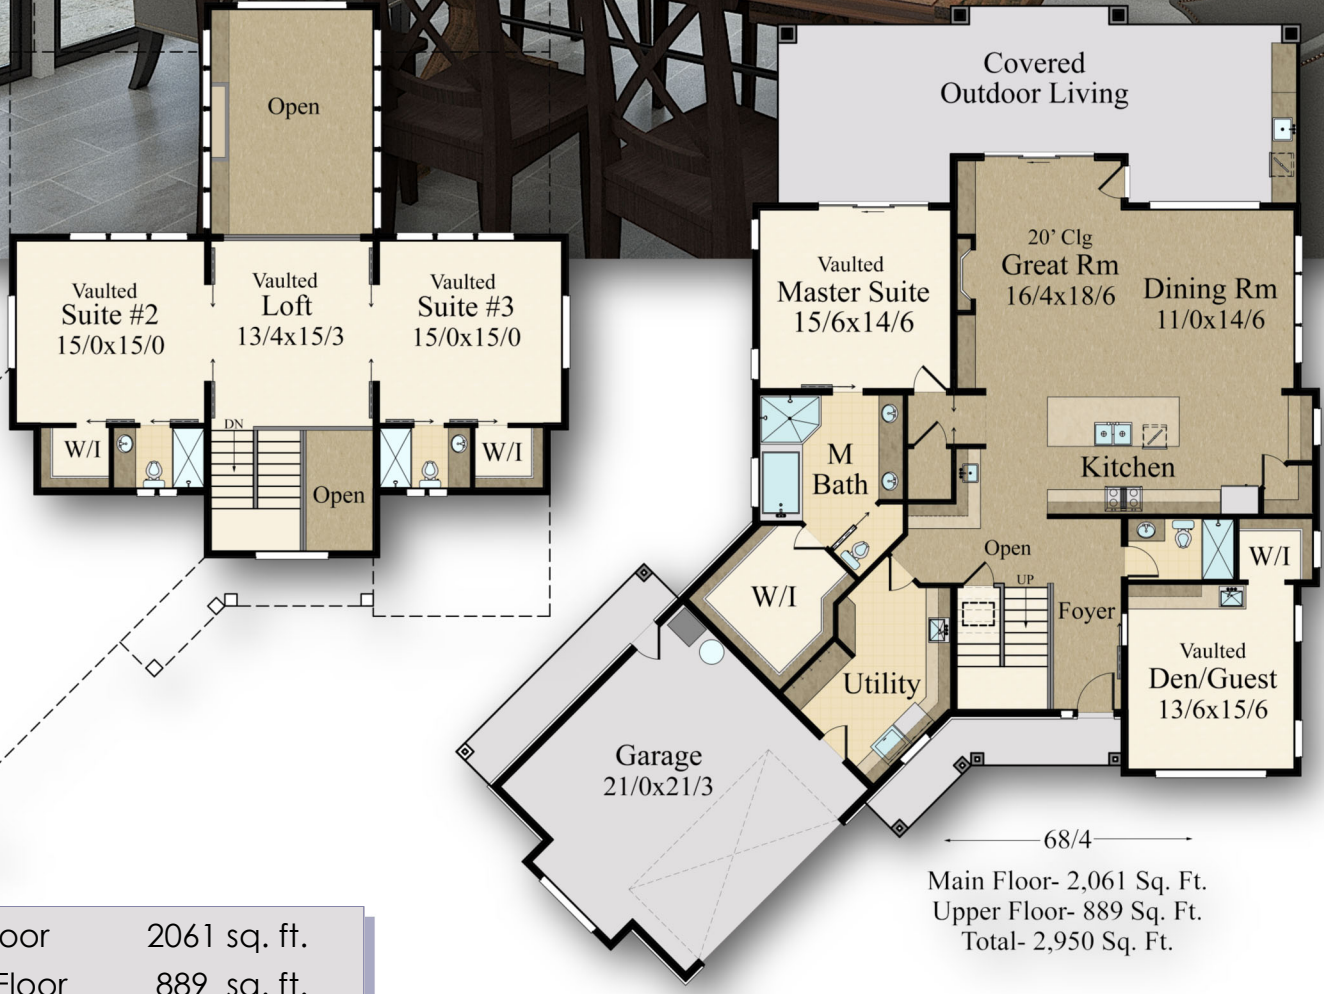 Open
Vaulted
Suite #2
15/0x15/0
Vaulted
Loft
13/4x15/3
Vaulted
Suite #3
15/0x15/0
W/I
DN
Open
W/I
Covered
Outdoor Living
Vaulted
Master Suite
15/6x14/6
20' Clg
Great Rm
16/4x18/6
Dining Rm
11/0x14/6
M
Bath
Kitchen
W/I
Open
UP
Foyer
W/I
Utility
Vaulted
Den/Guest
13/6x15/6
Garage
21/0x21/3
68/4
Main Floor- 2,061 Sq. Ft.
Upper Floor- 889 Sq. Ft.
Total- 2,950 Sq. Ft.
oor 2061 sq. ft.
Floor 889 sq. ft.